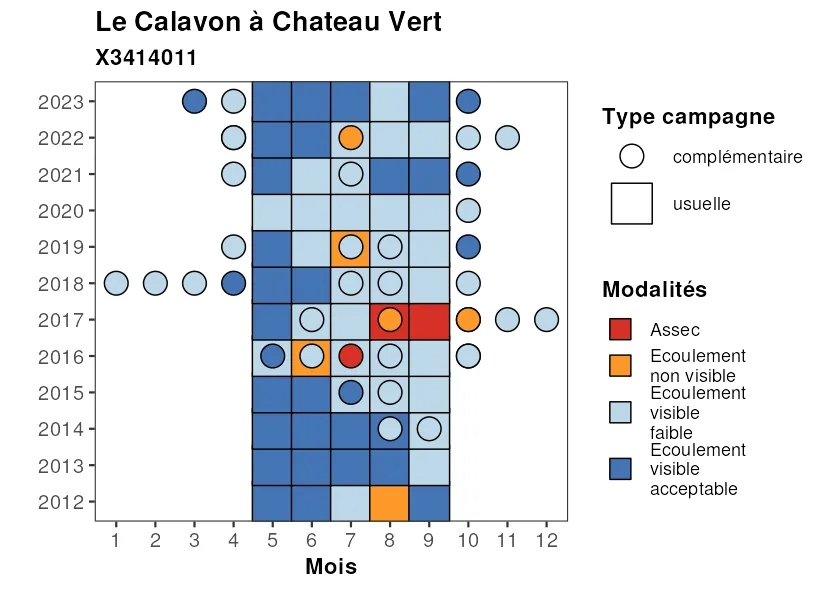 Le Calavon à Chateau Vert
X3414011
2023
2022
2021
2020
2019
2018
2017
2016
2015
2014
2013
2012
1 2 3 4 5 6 7 8 9 10 11 12
Mois
Type campagne
complémentaire
usuelle
Modalités
Assec
Ecoulement
non visible
Ecoulement
visible
faible
Ecoulement
visible
acceptable